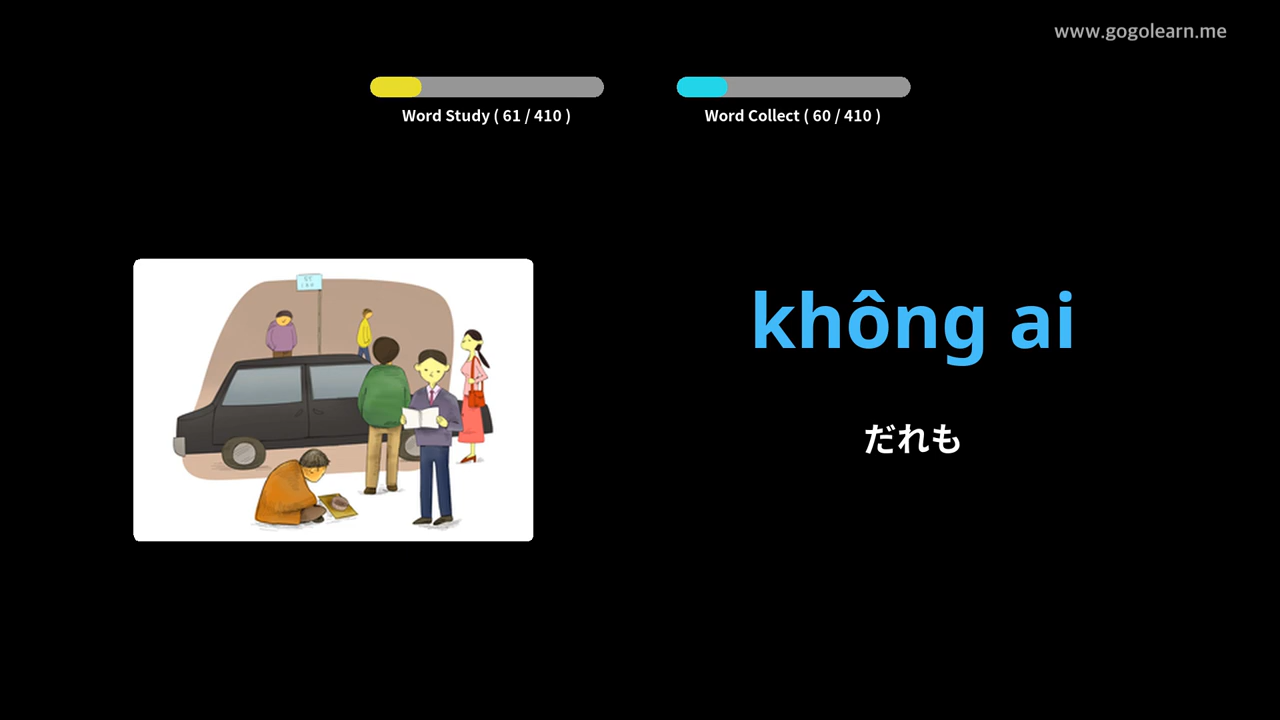 www.gogolearn.me
Word Study ( 61 / 410 )
Word Collect ( 60 / 410 )
không ai
だれも